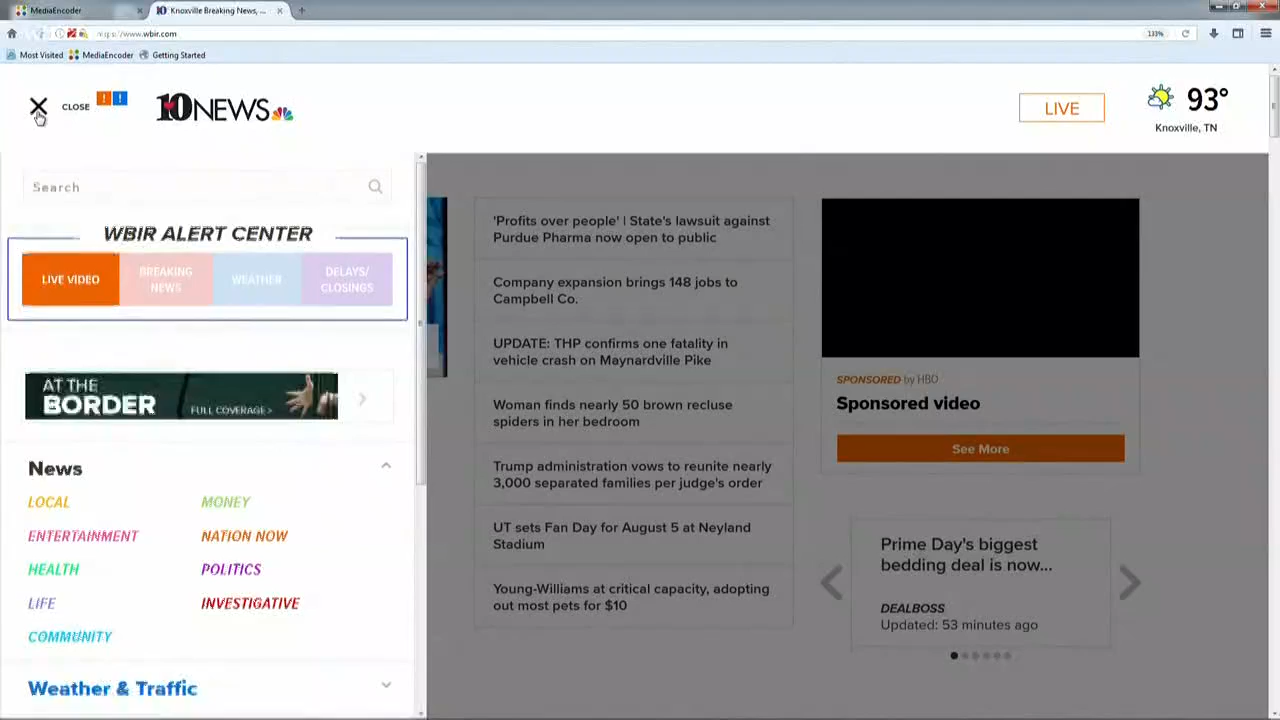 MediaEncoder
Knoxville Breaking News, ...
www.wbir.com
133%
Most Visited
MediaEncoder
Getting Started
CLOSE
!
!
10NEWS
LIVE
93°
Knoxville, TN
Search
WBIR ALERT CENTER
LIVE VIDEO
BREAKING
NEWS
WEATHER
DELAYS/
CLOSINGS
AT THE
BORDER
FULL COVERAGE>
News
LOCAL
MONEY
ENTERTAINMENT
NATION NOW
HEALTH
POLITICS
LIFE
INVESTIGATIVE
COMMUNITY
Weather & Traffic
'Profits over people' | State's lawsuit against
Purdue Pharma now open to public
Company expansion brings 148 jobs to
Campbell Co.
UPDATE: THP confirms one fatality in
vehicle crash on Maynardville Pike
Woman finds nearly 50 brown recluse
spiders in her bedroom
Trump administration vows to reunite nearly
3,000 separated families per judge's order
UT sets Fan Day for August 5 at Neyland
Stadium
Young-Williams at critical capacity, adopting
out most pets for $10
SPONSORED by HBO
Sponsored video
See More
Prime Day's biggest
bedding deal is now...
DEALBOSS
Updated: 53 minutes ago